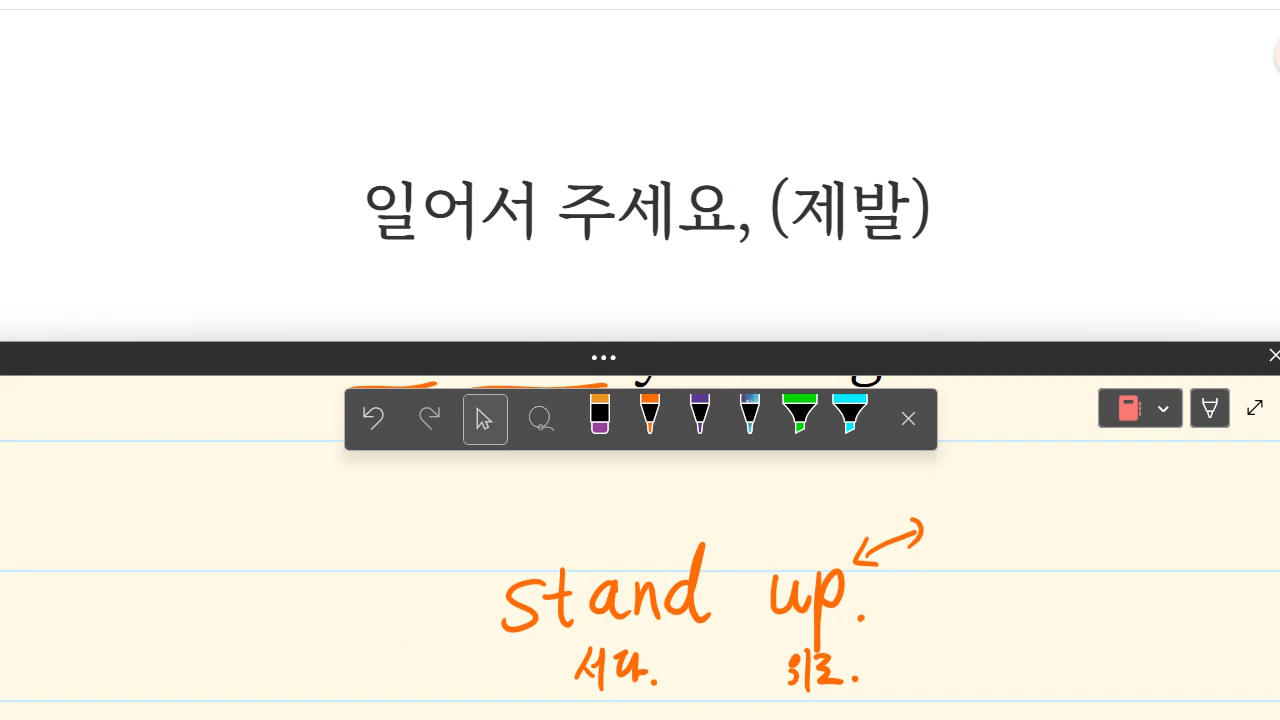 일어서 주세요, (제발)
stand up.
서다. 위로.